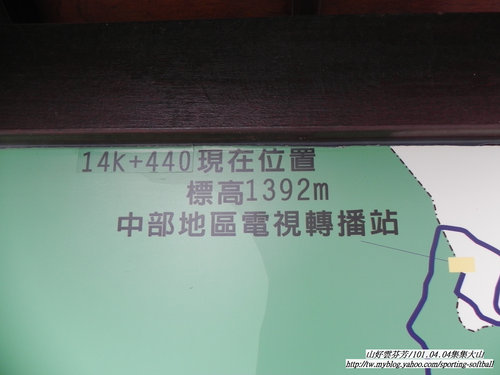 14K+440現在位置
標高1392m
中部地區電視轉播站
山好雲芬芳/101_04_04集集大山
http://tw.myblog.yahoo.com/sporting-softball